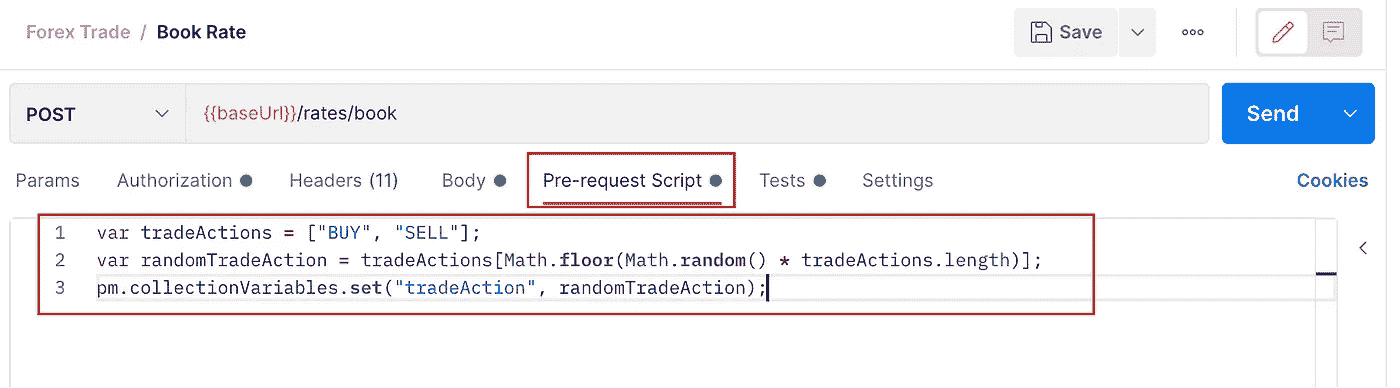 Forex Trade / Book Rate
Save
POST
{{baseUrl}}/rates/book
Send
Params Authorization Headers (11) Body Pre-request Script Tests Settings Cookies
1 var tradeActions = ["BUY", "SELL"];
2 var randomTradeAction = tradeActions[Math.floor(Math.random() * tradeActions.length)];
3 pm.collectionVariables.set("tradeAction", randomTradeAction);